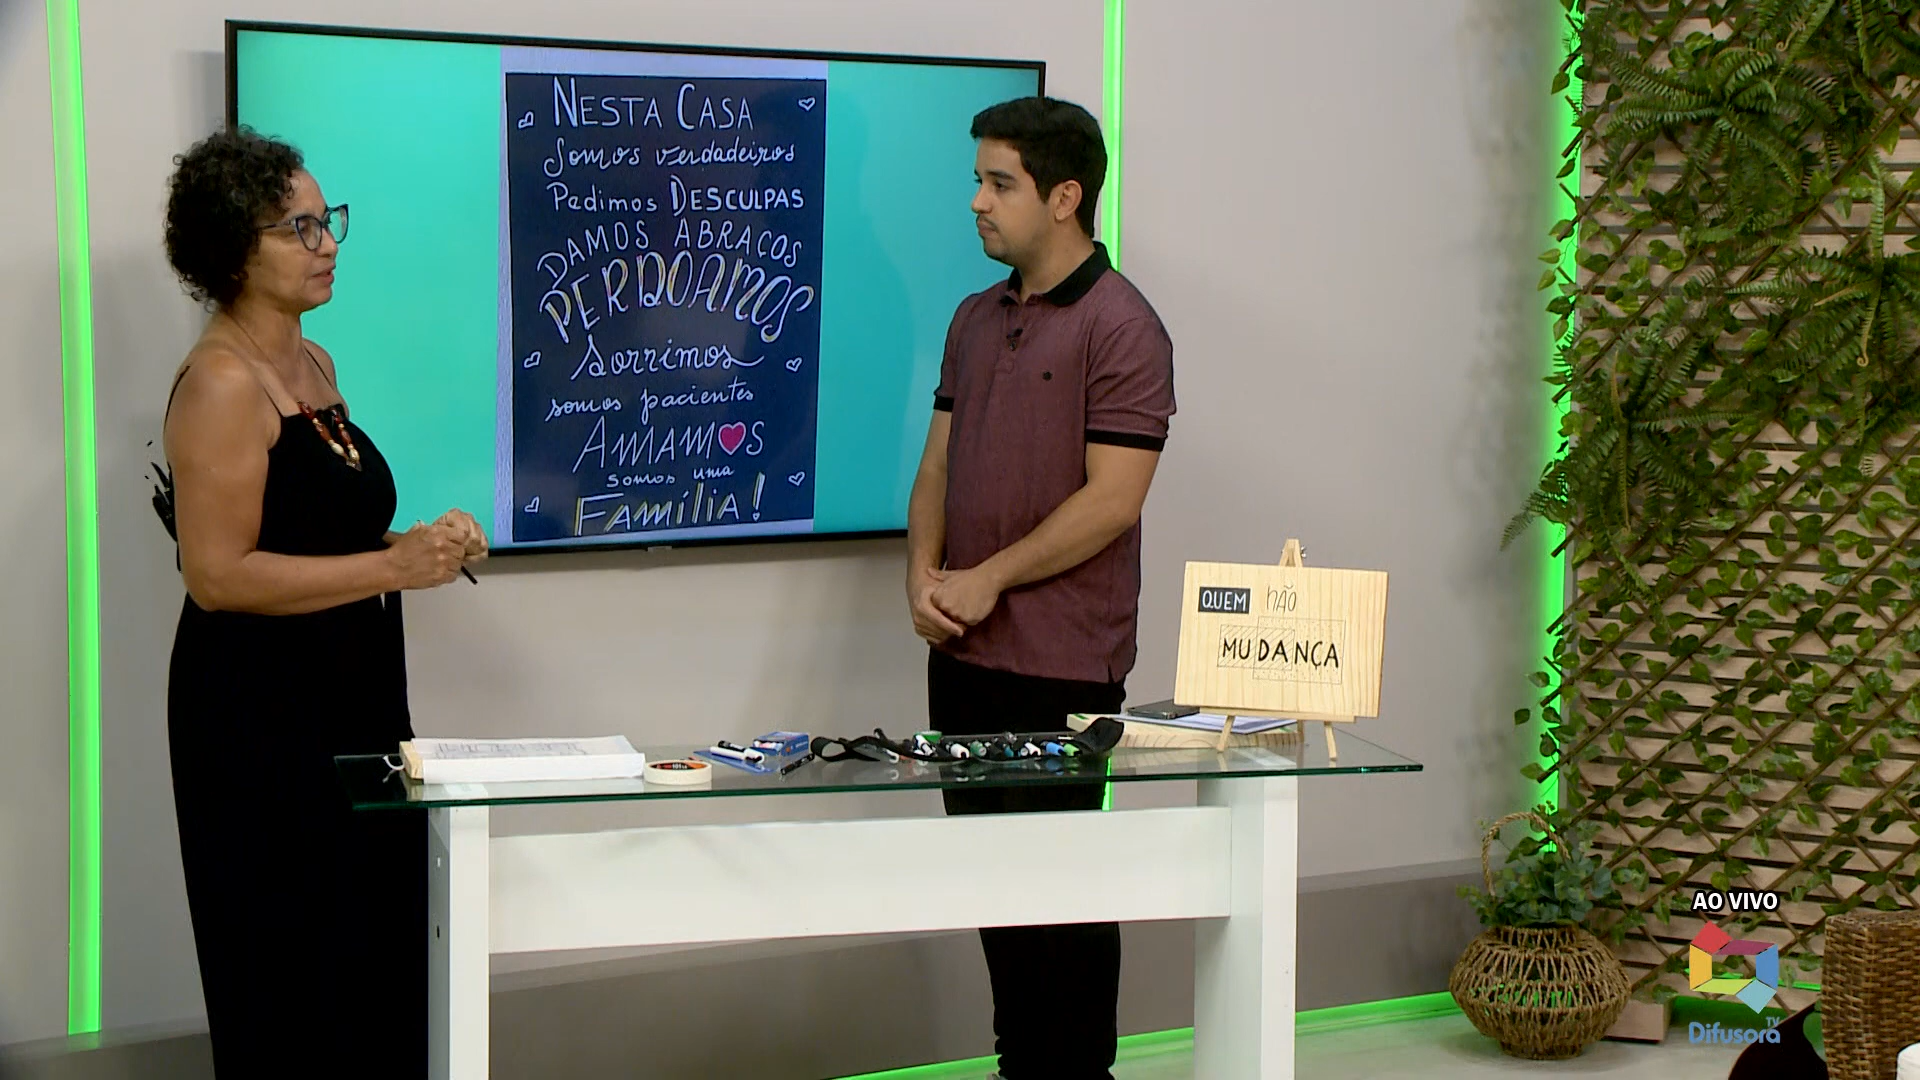 NESTA CASA
somos verdadeiros
Pedimos DESCULPAS
DAMOS ABRAÇOS
PERDOAMOS
Sorrimos
somos pacientes
AMAMOS
somos uma
FAMÍLIA!
QUEM NÃO
MUDANÇA
AO VIVO
TV
Difusora